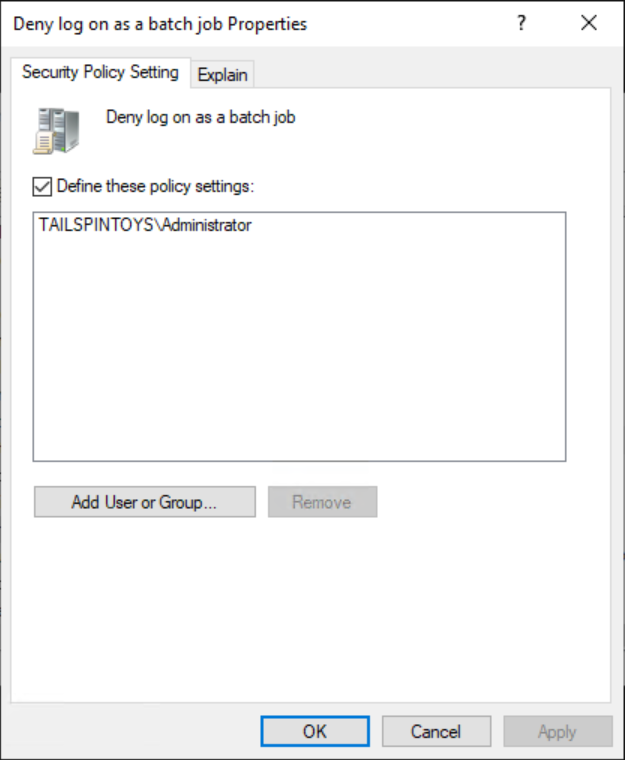 Deny log on as a batch job Properties
?
Security Policy Setting
Explain
Deny log on as a batch job
Define these policy settings:
TAILSPINTOYS\Administrator
Add User or Group...
Remove
OK
Cancel
Apply